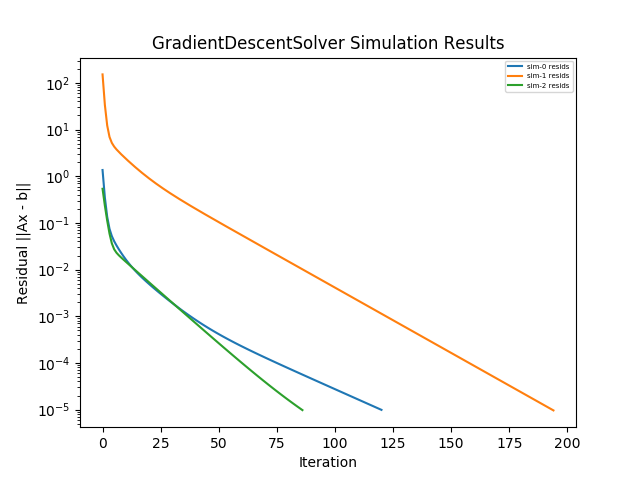 GradientDescentSolver Simulation Results
sim-0 resids
sim-1 resids
sim-2 resids
Residual ||Ax - b||
10²
10¹
10⁰
10⁻¹
10⁻²
10⁻³
10⁻⁴
10⁻⁵
0 25 50 75 100 125 150 175 200
Iteration